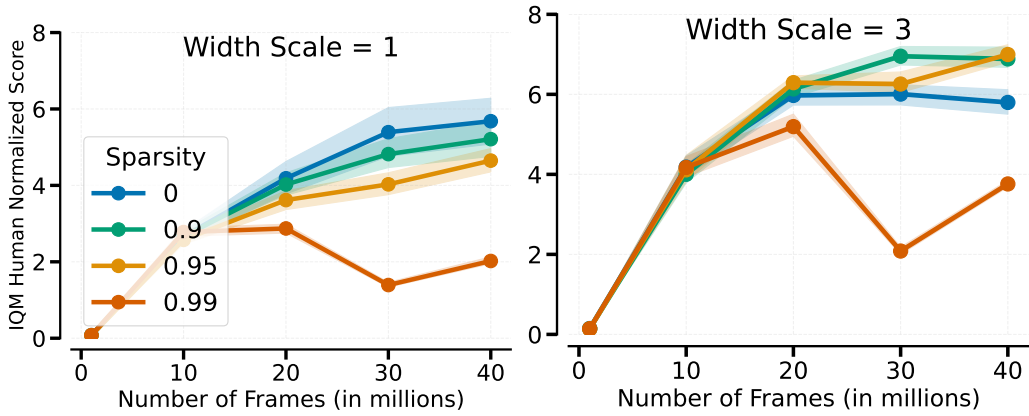 Width Scale = 1
IQM Human Normalized Score
8
6
4
2
0
Sparsity
0
0.9
0.95
0.99
0 10 20 30 40
Number of Frames (in millions)
Width Scale = 3
8
6
4
2
0
0 10 20 30 40
Number of Frames (in millions)